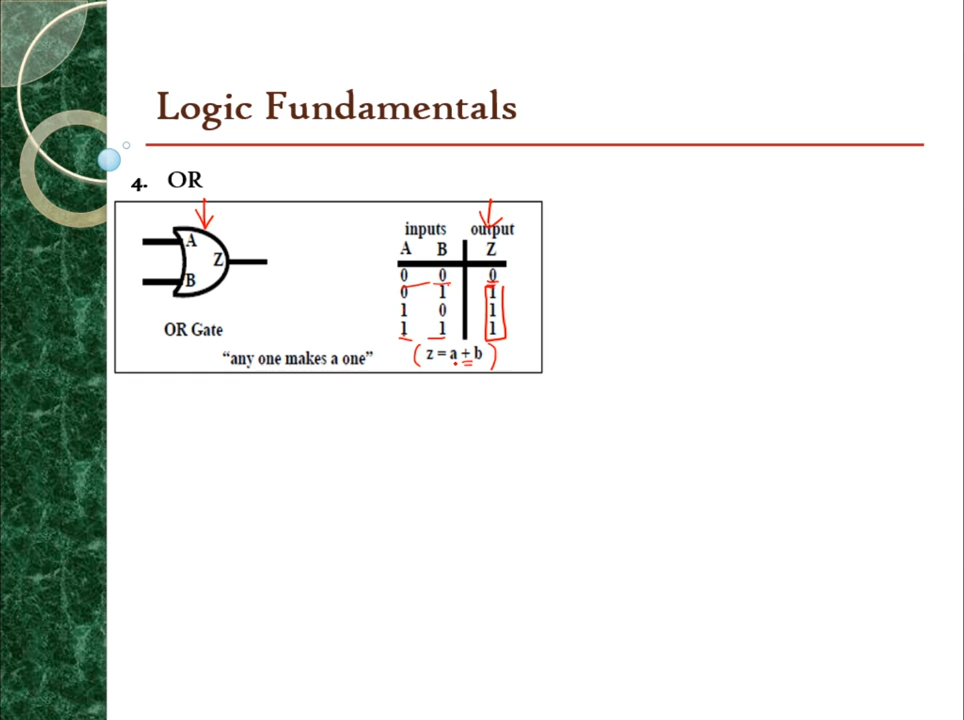 Logic Fundamentals
4. OR
A
B
Z
OR Gate
"any one makes a one"
inputs output
A B Z
0 0 0
0 1 1
1 0 1
1 1 1
( z = a + b )